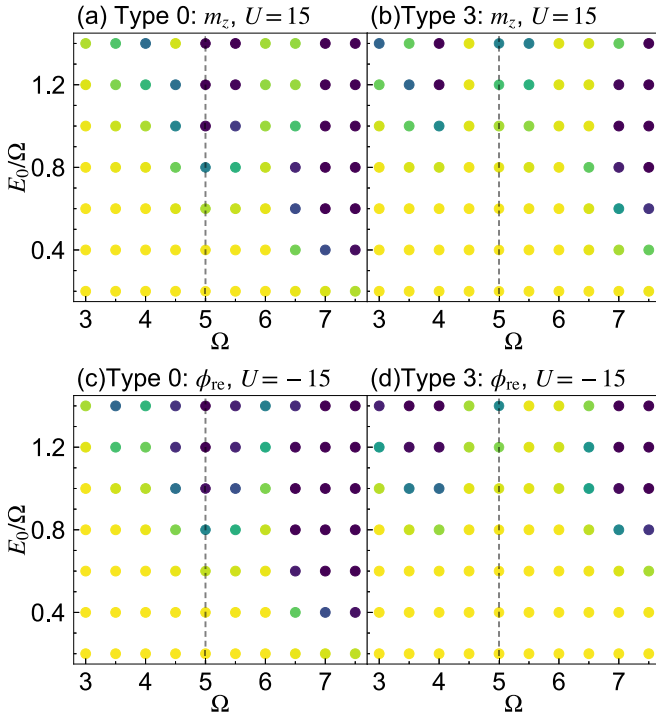 (a) Type 0: m_z, U = 15
(b) Type 3: m_z, U = 15
E₀/Ω
1.2
0.8
0.4
3 4 5 6 7
3 4 5 6 7
Ω
Ω
(c)Type 0: ϕ_re, U = −15
(d)Type 3: ϕ_re, U = −15
E₀/Ω
1.2
0.8
0.4
3 4 5 6 7
3 4 5 6 7
Ω
Ω